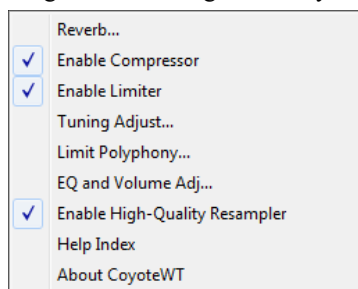 Reverb...
Enable Compressor
Enable Limiter
Tuning Adjust...
Limit Polyphony...
EQ and Volume Adj...
Enable High-Quality Resampler
Help Index
About CoyoteWT